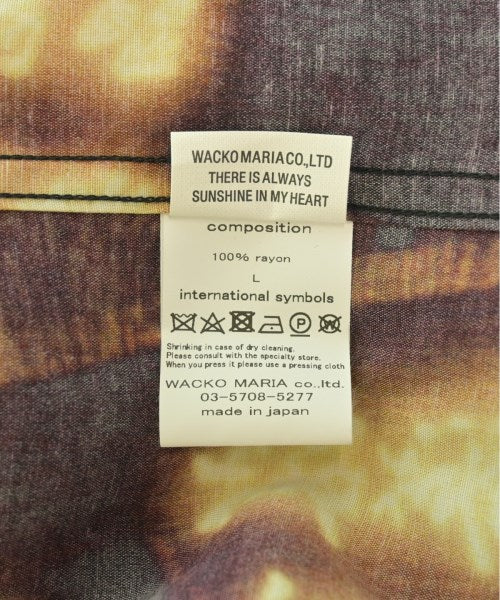 WACKO MARIA CO.,LTD
THERE IS ALWAYS
SUNSHINE IN MY HEART
composition
100% rayon
L
international symbols
P W
Shrinking in case of dry cleaning.
Please consult with the specialty store.
When you press it please use a pressing cloth
WACKO MARIA co.,ltd.
03-5708-5277
made in japan